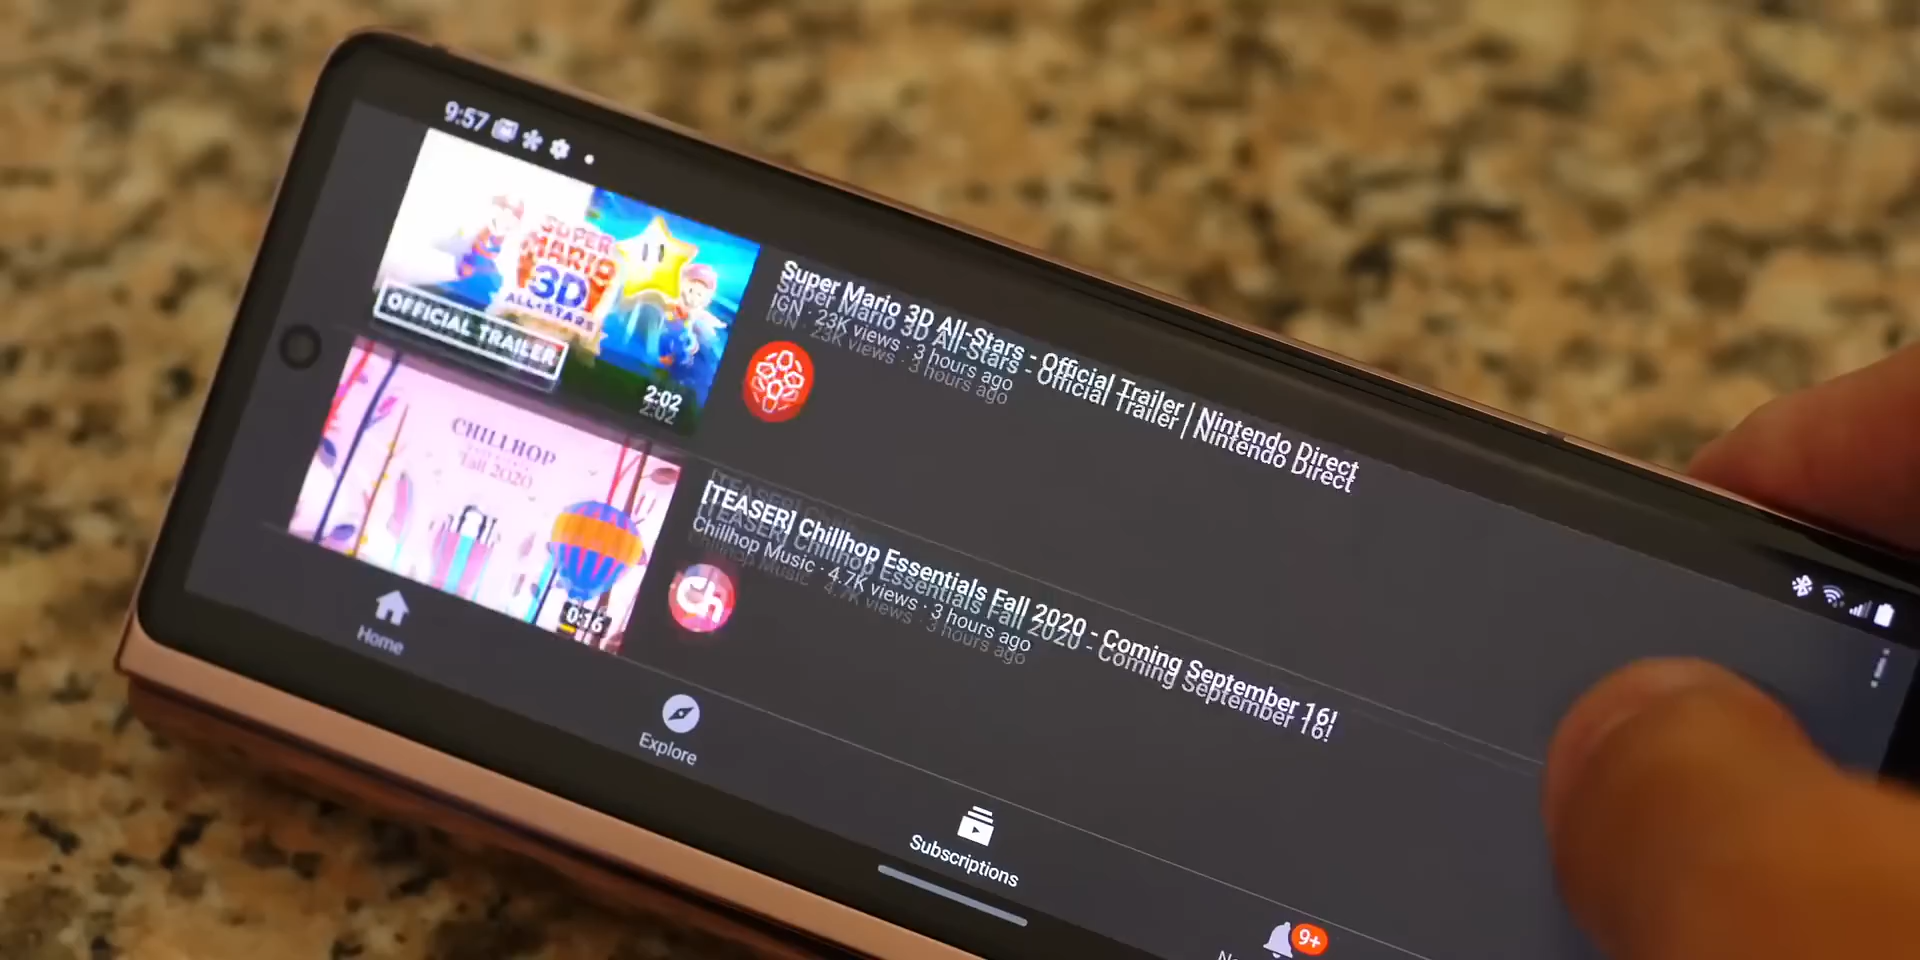 9:57
SUPER
MARIO
3D
ALL-STARS
OFFICIAL TRAILER
2:02
Super Mario 3D All-Stars - Official Trailer | Nintendo Direct
IGN · 23K views · 3 hours ago
CHILLHOP
Fall 2020
0:16
[TEASER] Chillhop Essentials Fall 2020 - Coming September 16!
Chillhop Music · 4.7K views · 3 hours ago
Ch
Home
Explore
Subscriptions
9+